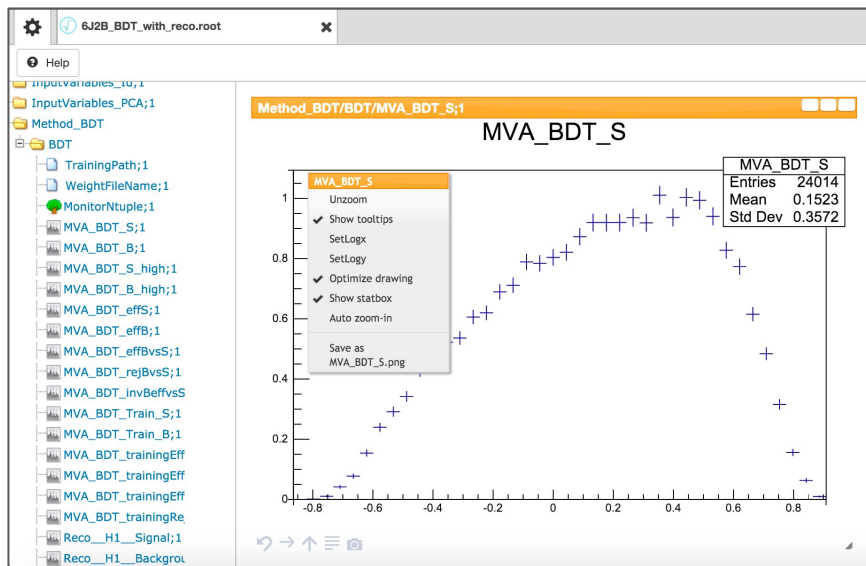 6J2B_BDT_with_reco.root
Help
InputVariables_Id;1
InputVariables_PCA;1
Method_BDT
BDT
TrainingPath;1
WeightFileName;1
MonitorNtuple;1
MVA_BDT_S;1
MVA_BDT_B;1
MVA_BDT_S_high;1
MVA_BDT_B_high;1
MVA_BDT_effS;1
MVA_BDT_effB;1
MVA_BDT_effBvsS;1
MVA_BDT_rejBvsS;1
MVA_BDT_invBeffvsS
MVA_BDT_Train_S;1
MVA_BDT_Train_B;1
MVA_BDT_trainingEff
MVA_BDT_trainingEff
MVA_BDT_trainingEff
MVA_BDT_trainingRe
Reco__H1__Signal;1
Reco__H1__Backgrou
Method_BDT/BDT/MVA_BDT_S;1
MVA_BDT_S
MVA_BDT_S
Entries 24014
Mean 0.1523
Std Dev 0.3572
MVA_BDT_S
Unzoom
Show tooltips
SetLogx
SetLogy
Optimize drawing
Show statbox
Auto zoom-in
Save as
MVA_BDT_S.png
1
0.8
0.6
0.4
0.2
0
-0.8 -0.6 -0.4 -0.2 0 0.2 0.4 0.6 0.8